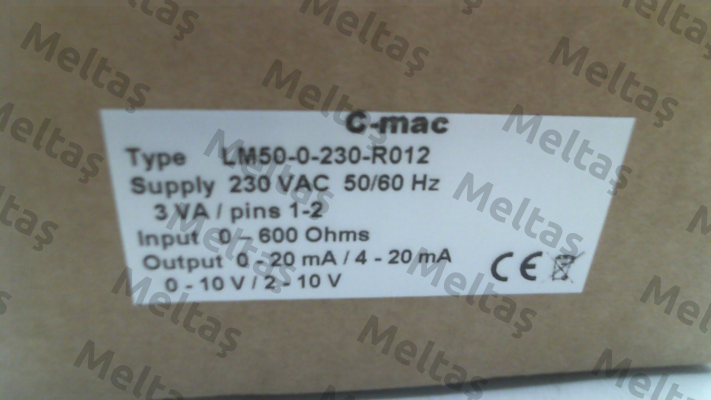 C-mac
Type LM50-0-230-R012
Supply 230 VAC 50/60 Hz
3 VA / pins 1-2
Input 0 - 600 Ohms
Output 0 - 20 mA / 4 - 20 mA
0 - 10 V / 2 - 10 V
CE
Meltaş